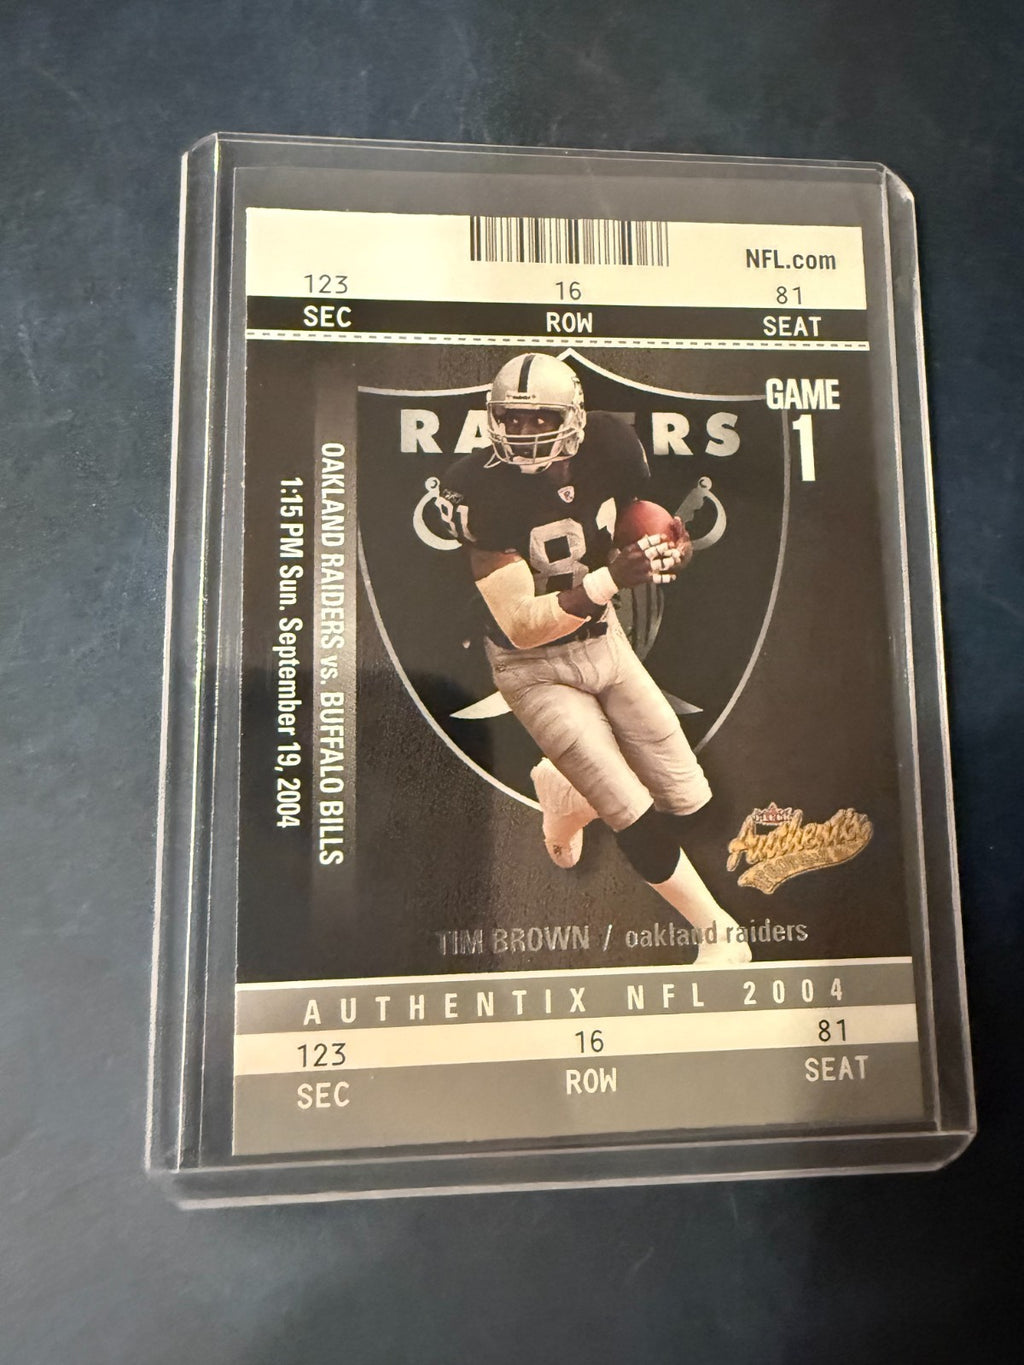 NFL.com
123 16 81
SEC ROW SEAT
GAME
1
RAIDERS
OAKLAND RAIDERS vs. BUFFALO BILLS
1:15 PM Sun. September 19, 2004
81
81
FLEER
Authentix
TIM BROWN / oakland raiders
AUTHENTIX NFL 2004
123 16 81
SEC ROW SEAT